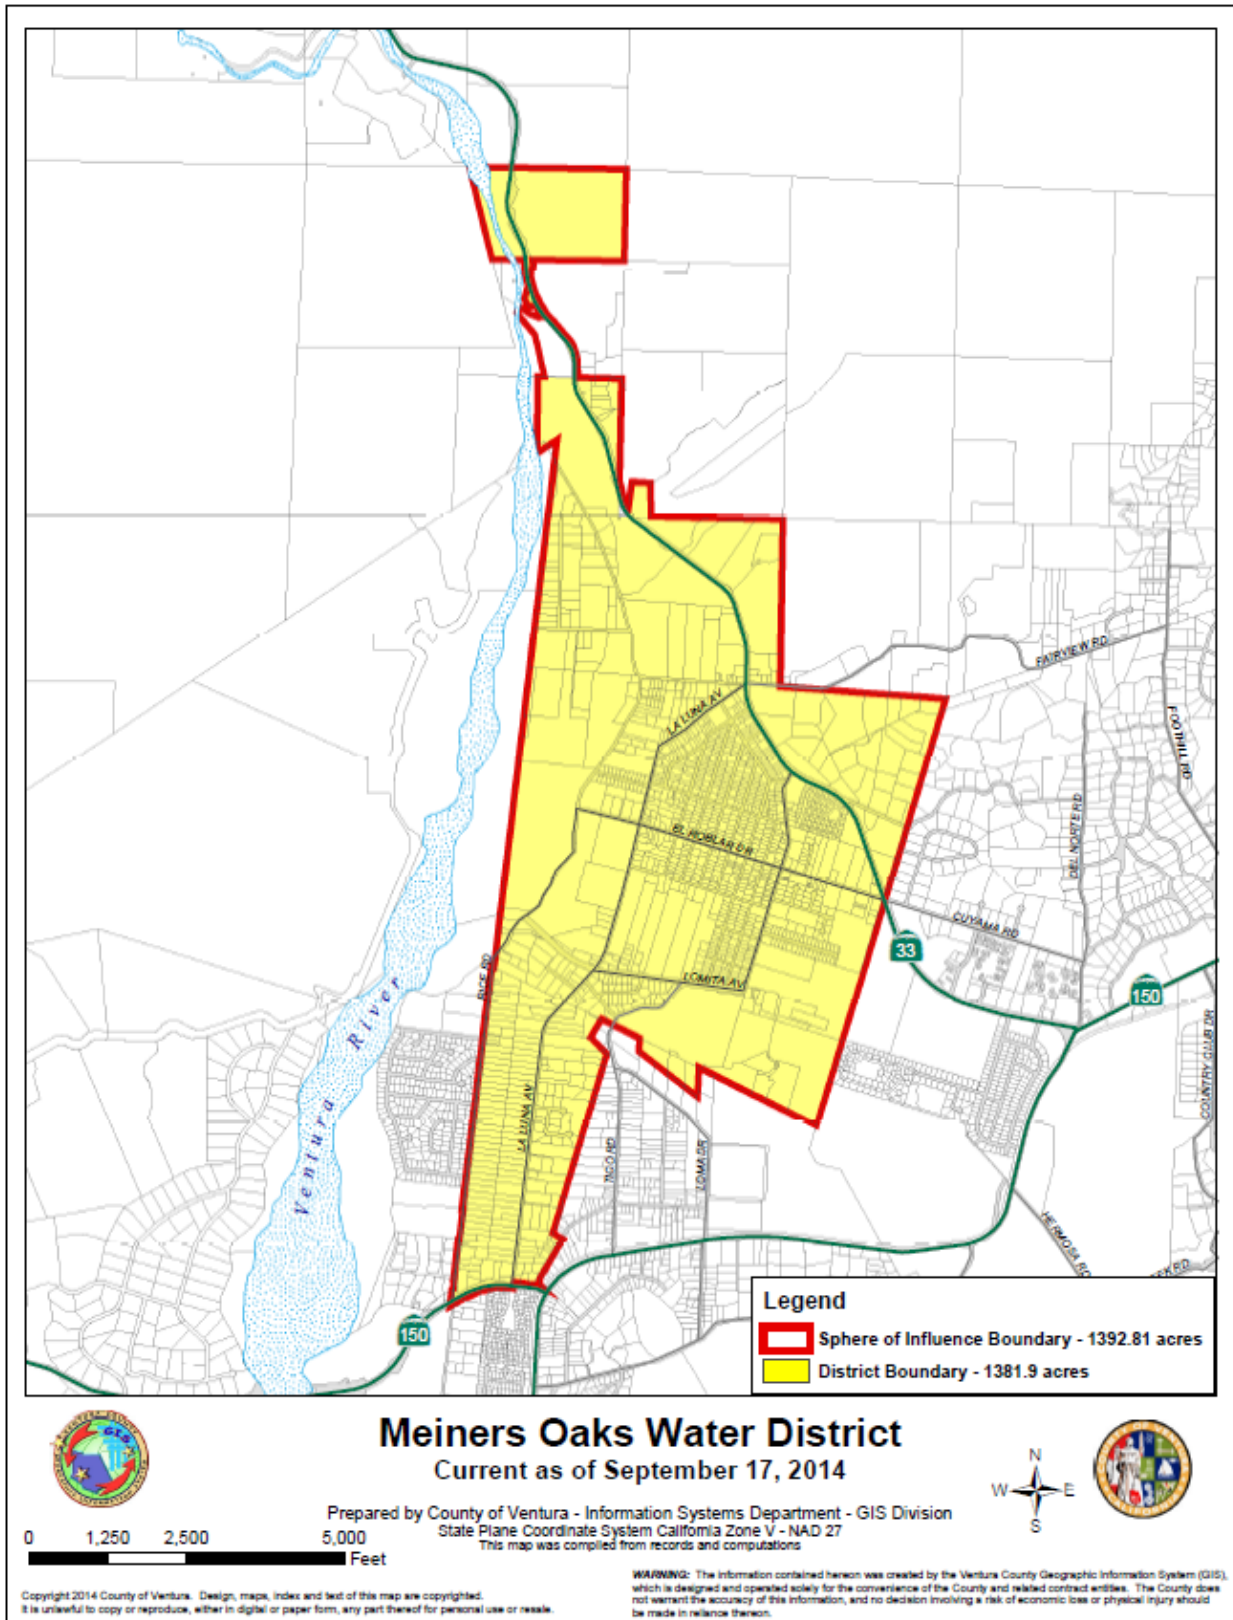 FAIRVIEW RD
FOOTHILL RD
LA LUNA AV
DEL NORTE RD
EL ROBLAR DR
CUYAMA RD
33
150
RICE RD
LOMITA AV
Ventura River
COUNTRY CLUB DR
LA LUNA AV
TICO RD
LOMA DR
HERMOSA RD
EK RD
150
Legend
Sphere of Influence Boundary - 1392.81 acres
District Boundary - 1381.9 acres
GIS
Meiners Oaks Water District
Current as of September 17, 2014
N
W E
S
Prepared by County of Ventura - Information Systems Department - GIS Division
State Plane Coordinate System California Zone V - NAD 27
This map was compiled from records and computations
0 1,250 2,500 5,000
Feet
WARNING: The information contained hereon was created by the Ventura County Geographic Information System (GIS),
which is designed and operated solely for the convenience of the County and related contract entities. The County does
not warrant the accuracy of this information, and no decision involving a risk of economic loss or physical injury should
be made in reliance thereon.
Copyright 2014 County of Ventura. Design, maps, index and text of this map are copyrighted.
It is unlawful to copy or reproduce, either in digital or paper form, any part thereof for personal use or resale.